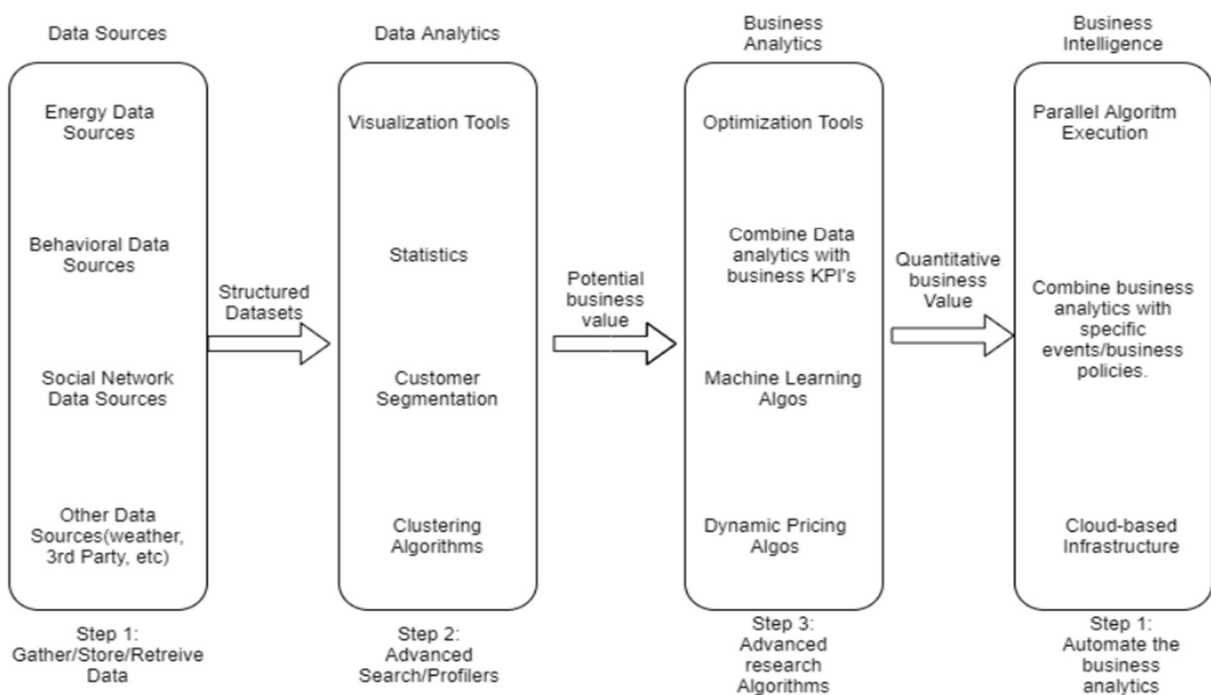 Data Sources
Energy Data
Sources
Behavioral Data
Sources
Social Network
Data Sources
Other Data
Sources(weather,
3rd Party, etc)
Step 1:
Gather/Store/Retreive
Data
Structured
Datasets
Data Analytics
Visualization Tools
Statistics
Customer
Segmentation
Clustering
Algorithms
Step 2:
Advanced
Search/Profilers
Potential
business
value
Business
Analytics
Optimization Tools
Combine Data
analytics with
business KPI's
Machine Learning
Algos
Dynamic Pricing
Algos
Step 3:
Advanced
research
Algorithms
Quantitative
business
Value
Business
Intelligence
Parallel Algoritm
Execution
Combine business
analytics with
specific
events/business
policies.
Cloud-based
Infrastructure
Step 1:
Automate the
business
analytics